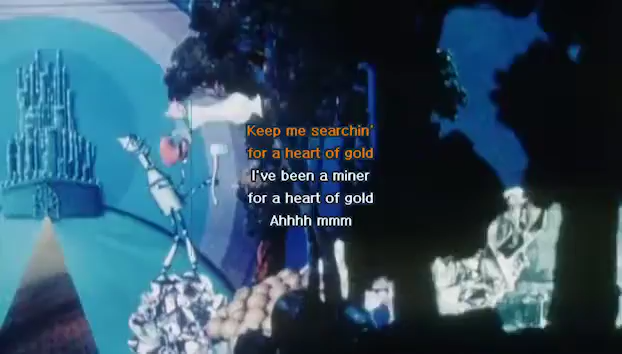 Keep me searchin'
for a heart of gold
I've been a miner
for a heart of gold
Ahhhh mmm